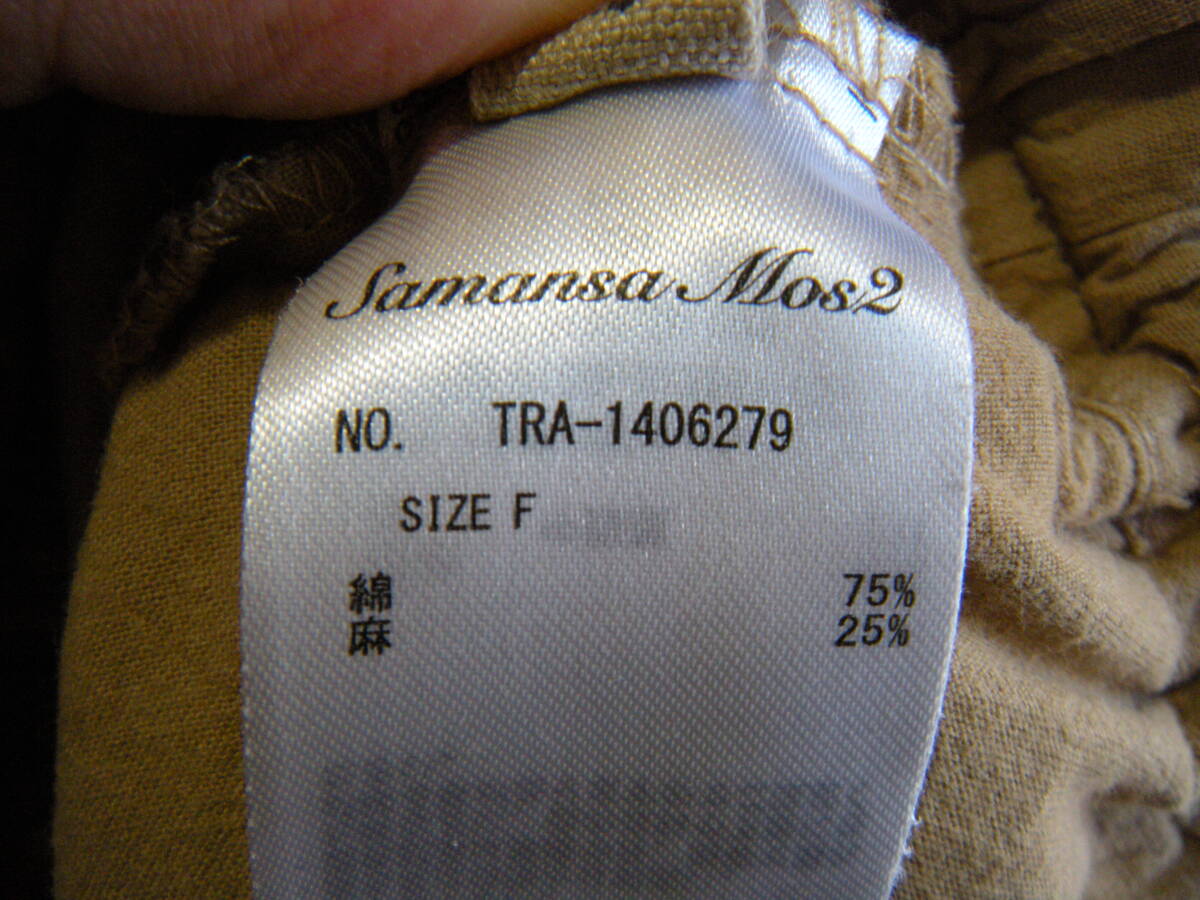 Samansa Mos2
NO. TRA-1406279
SIZE F
綿 75%
麻 25%